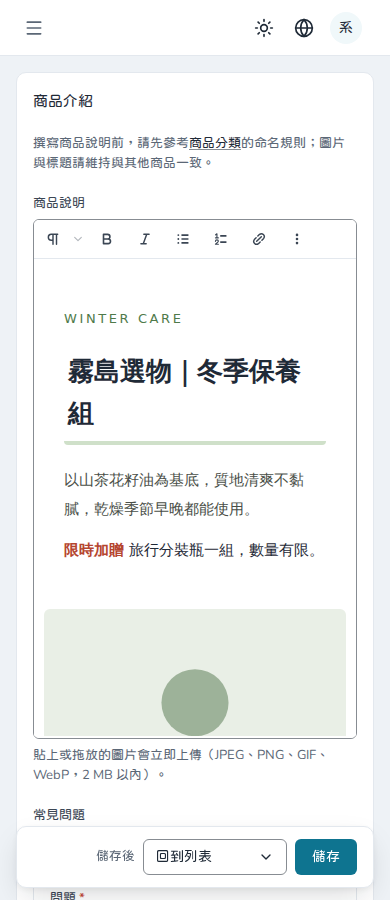 系
商品介紹
撰寫商品說明前，請先參考商品分類的命名規則；圖片
與標題請維持與其他商品一致。
商品說明
WINTER CARE
霧島選物｜冬季保養
組
以山茶花籽油為基底，質地清爽不黏
膩，乾燥季節早晚都能使用。
限時加贈 旅行分裝瓶一組，數量有限。
貼上或拖放的圖片會立即上傳（JPEG、PNG、GIF、
WebP，2 MB 以內）。
常見問題
儲存後 回到列表 儲存
問題 *